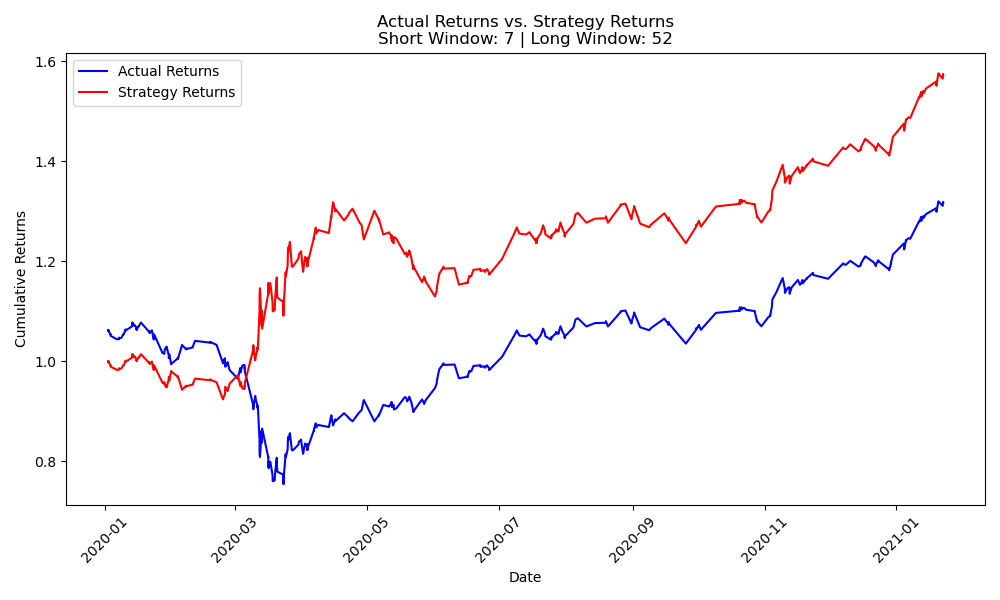 Actual Returns vs. Strategy Returns
Short Window: 7 | Long Window: 52
Actual Returns
Strategy Returns
Cumulative Returns
1.6
1.4
1.2
1.0
0.8
2020-01
2020-03
2020-05
2020-07
2020-09
2020-11
2021-01
Date